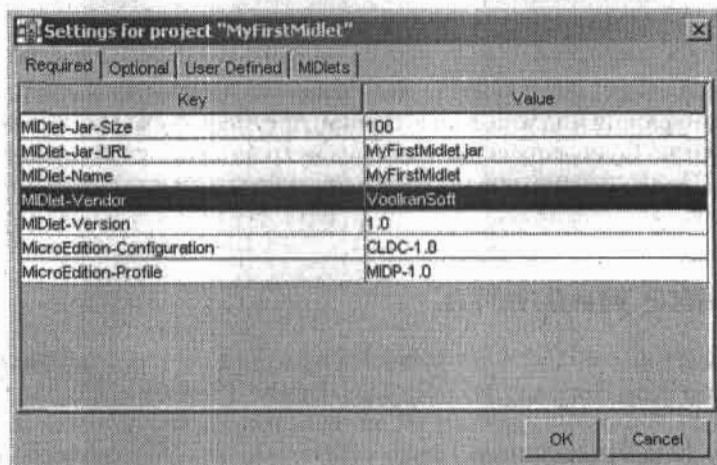 Settings for project "MyFirstMidlet"
Required Optional User Defined MIDlets
Key Value
MIDlet-Jar-Size 100
MIDlet-Jar-URL MyFirstMidlet.jar
MIDlet-Name MyFirstMidlet
MIDlet-Vendor VoolkanSoft
MIDlet-Version 1.0
MicroEdition-Configuration CLDC-1.0
MicroEdition-Profile MIDP-1.0
OK Cancel